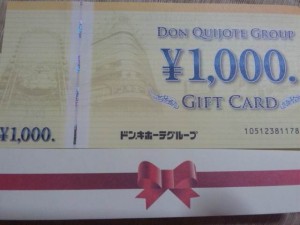 DON QUIJOTE GROUP
¥1,000.
GIFT CARD
¥1,000.
ドンキホーテグループ
10512381178